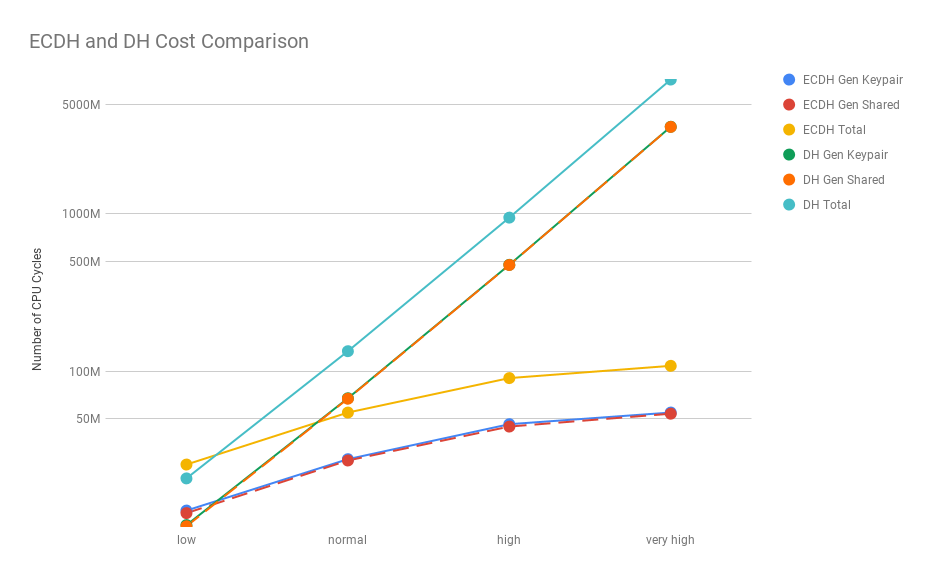 ECDH and DH Cost Comparison
Number of CPU Cycles
5000M
1000M
500M
100M
50M
low
normal
high
very high
ECDH Gen Keypair
ECDH Gen Shared
ECDH Total
DH Gen Keypair
DH Gen Shared
DH Total